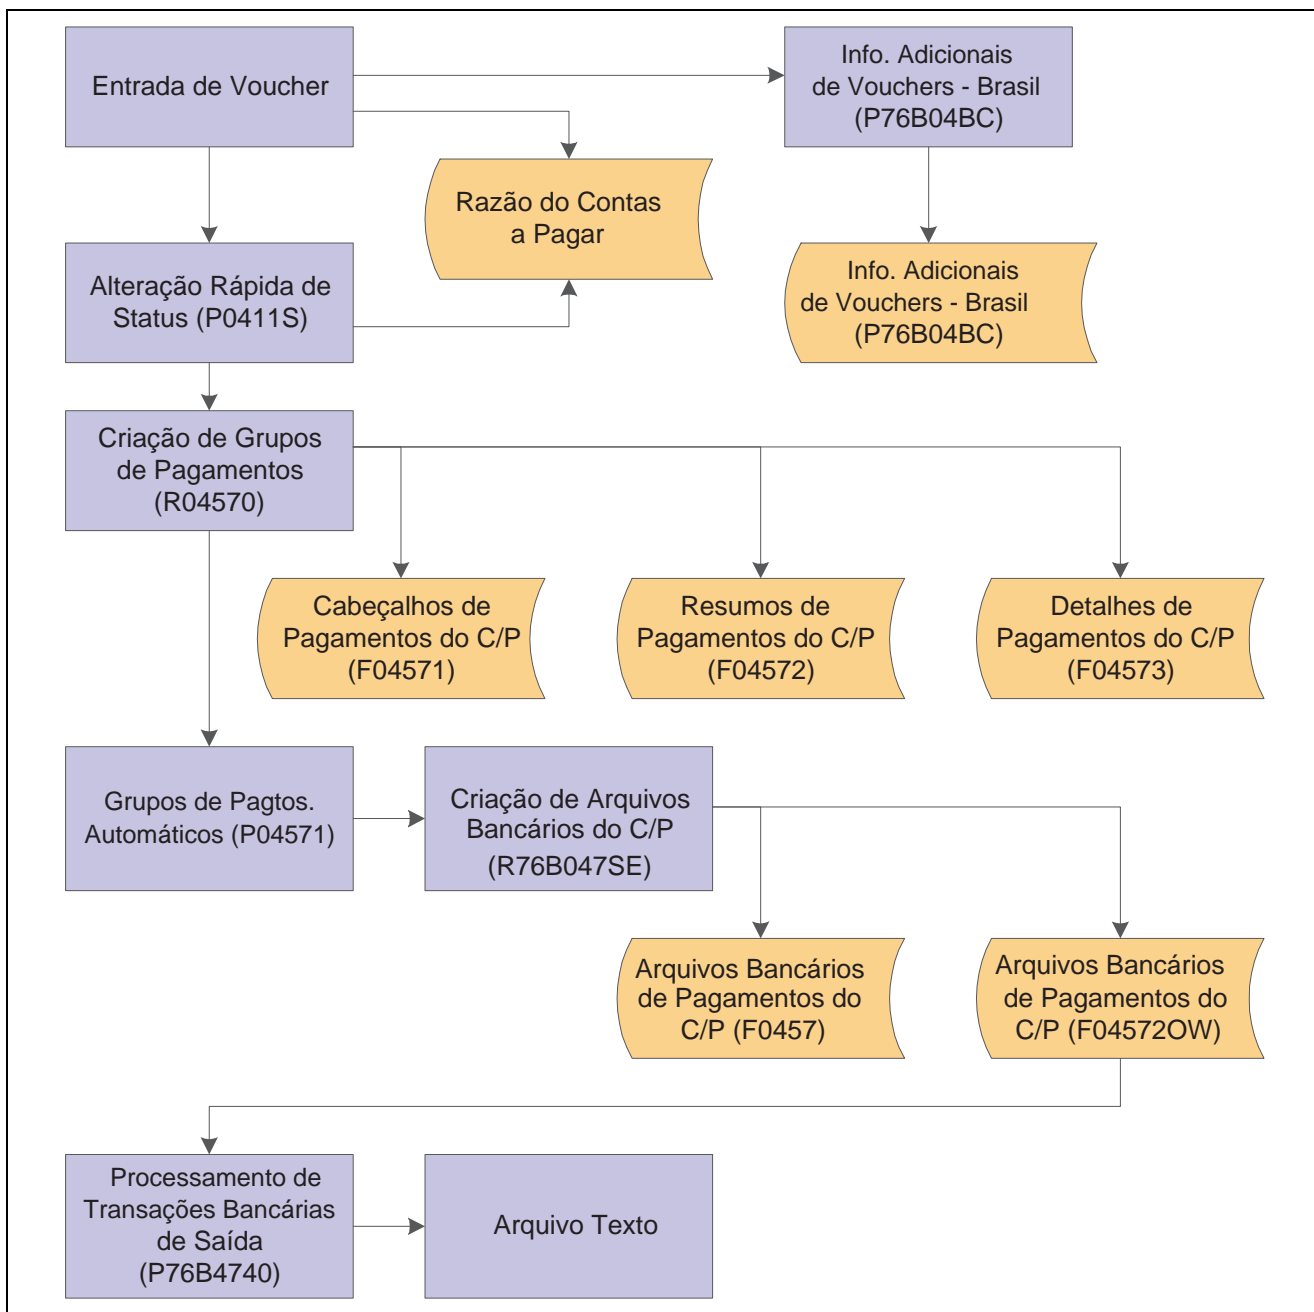 Entrada de Voucher
Info. Adicionais
de Vouchers - Brasil
(P76B04BC)
Razão do Contas
a Pagar
Alteração Rápida de
Status (P0411S)
Info. Adicionais
de Vouchers - Brasil
(P76B04BC)
Criação de Grupos
de Pagamentos
(R04570)
Cabeçalhos de
Pagamentos do C/P
(F04571)
Resumos de
Pagamentos do C/P
(F04572)
Detalhes de
Pagamentos do C/P
(F04573)
Grupos de Pagtos.
Automáticos (P04571)
Criação de Arquivos
Bancários do C/P
(R76B047SE)
Arquivos Bancários
de Pagamentos do
C/P (F0457)
Arquivos Bancários
de Pagamentos do
C/P (F04572OW)
Processamento de
Transações Bancárias
de Saída
(P76B4740)
Arquivo Texto